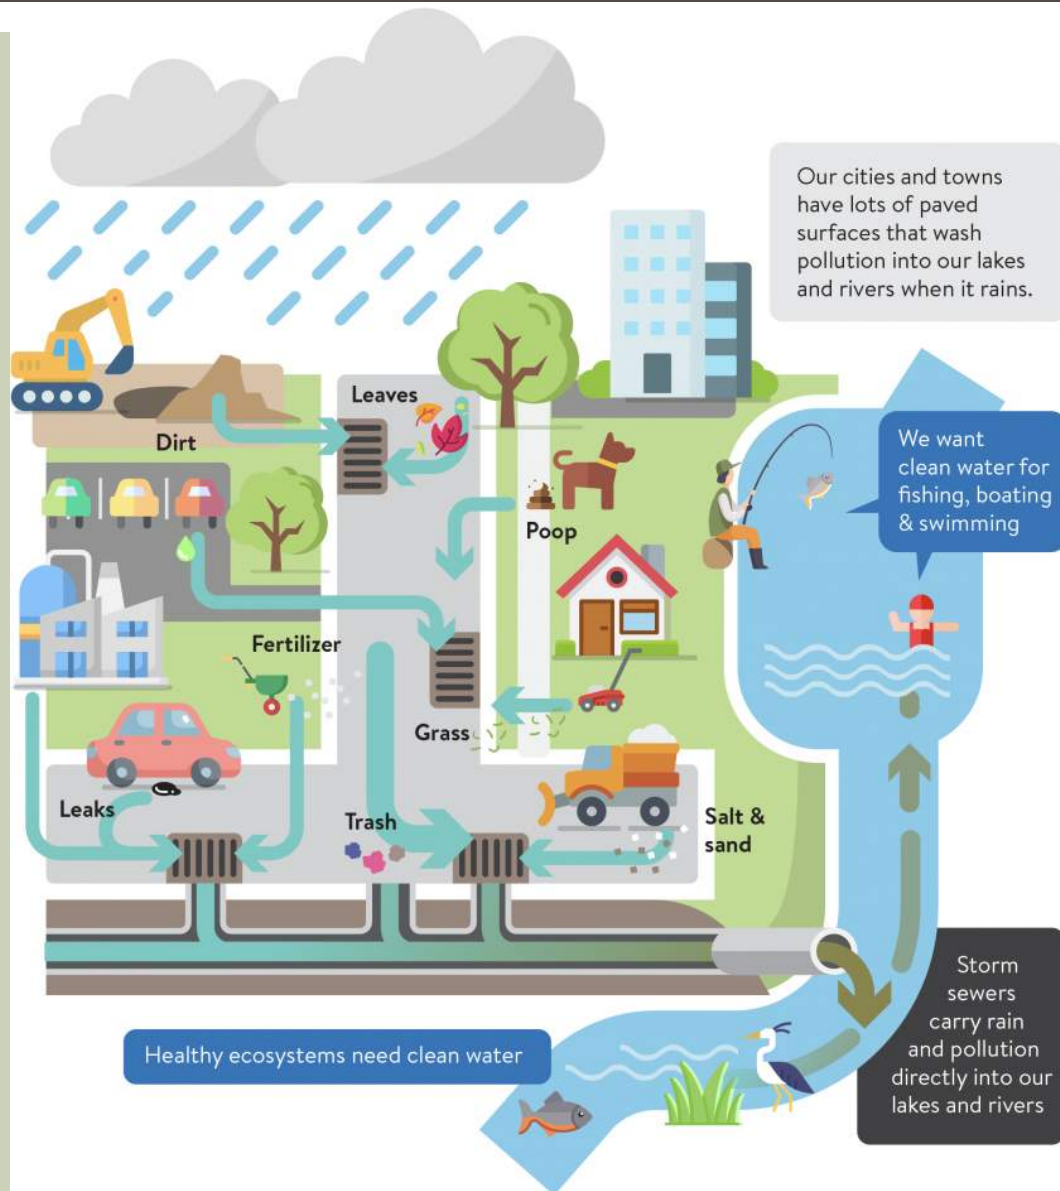 Our cities and towns
have lots of paved
surfaces that wash
pollution into our lakes
and rivers when it rains.
Leaves
Dirt
We want
clean water for
fishing, boating
& swimming
Poop
Fertilizer
Grass
Leaks
Trash
Salt &
sand
Storm
sewers
carry rain
and pollution
directly into our
lakes and rivers
Healthy ecosystems need clean water